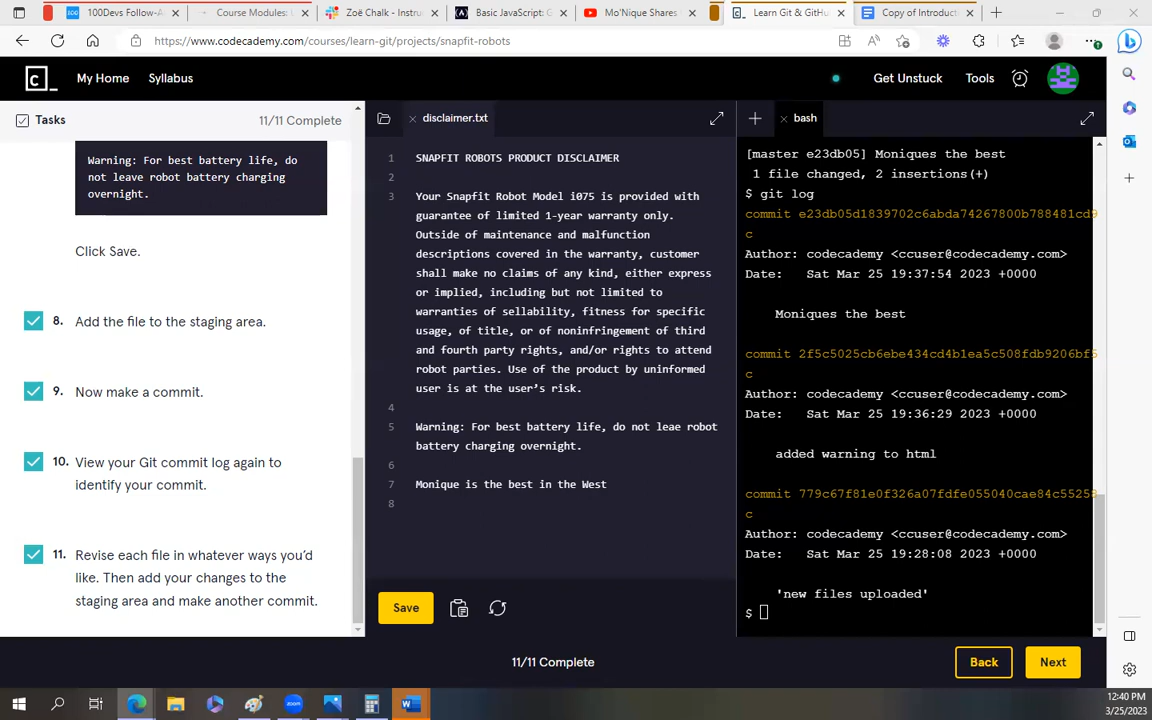 100Devs Follow-A
Course Modules: L
Zoë Chalk - Instru
Basic JavaScript: G
Mo'Nique Shares
Learn Git & GitHu
Copy of Introduct
https://www.codecademy.com/courses/learn-git/projects/snapfit-robots
My Home
Syllabus
Get Unstuck
Tools
Tasks
11/11 Complete
Warning: For best battery life, do
not leave robot battery charging
overnight.
Click Save.
8. Add the file to the staging area.
9. Now make a commit.
10. View your Git commit log again to
identify your commit.
11. Revise each file in whatever ways you'd
like. Then add your changes to the
staging area and make another commit.
disclaimer.txt
1 SNAPFIT ROBOTS PRODUCT DISCLAIMER
2
3 Your Snapfit Robot Model i075 is provided with
guarantee of limited 1-year warranty only.
Outside of maintenance and malfunction
descriptions covered in the warranty, customer
shall make no claims of any kind, either express
or implied, including but not limited to
warranties of sellability, fitness for specific
usage, of title, or of noninfringement of third
and fourth party rights, and/or rights to attend
robot parties. Use of the product by uninformed
user is at the user's risk.
4
5 Warning: For best battery life, do not leae robot
battery charging overnight.
6
7 Monique is the best in the West
8
Save
bash
[master e23db05] Moniques the best
1 file changed, 2 insertions(+)
$ git log
commit e23db05d1839702c6abda74267800b788481cd9
c
Author: codecademy <ccuser@codecademy.com>
Date: Sat Mar 25 19:37:54 2023 +0000
Moniques the best
commit 2f5c5025cb6ebe434cd4b1ea5c508fdb9206bf5
c
Author: codecademy <ccuser@codecademy.com>
Date: Sat Mar 25 19:36:29 2023 +0000
added warning to html
commit 779c67f81e0f326a07fdfe055040cae84c55259
c
Author: codecademy <ccuser@codecademy.com>
Date: Sat Mar 25 19:28:08 2023 +0000
'new files uploaded'
$
11/11 Complete
Back
Next
12:40 PM
3/25/2023